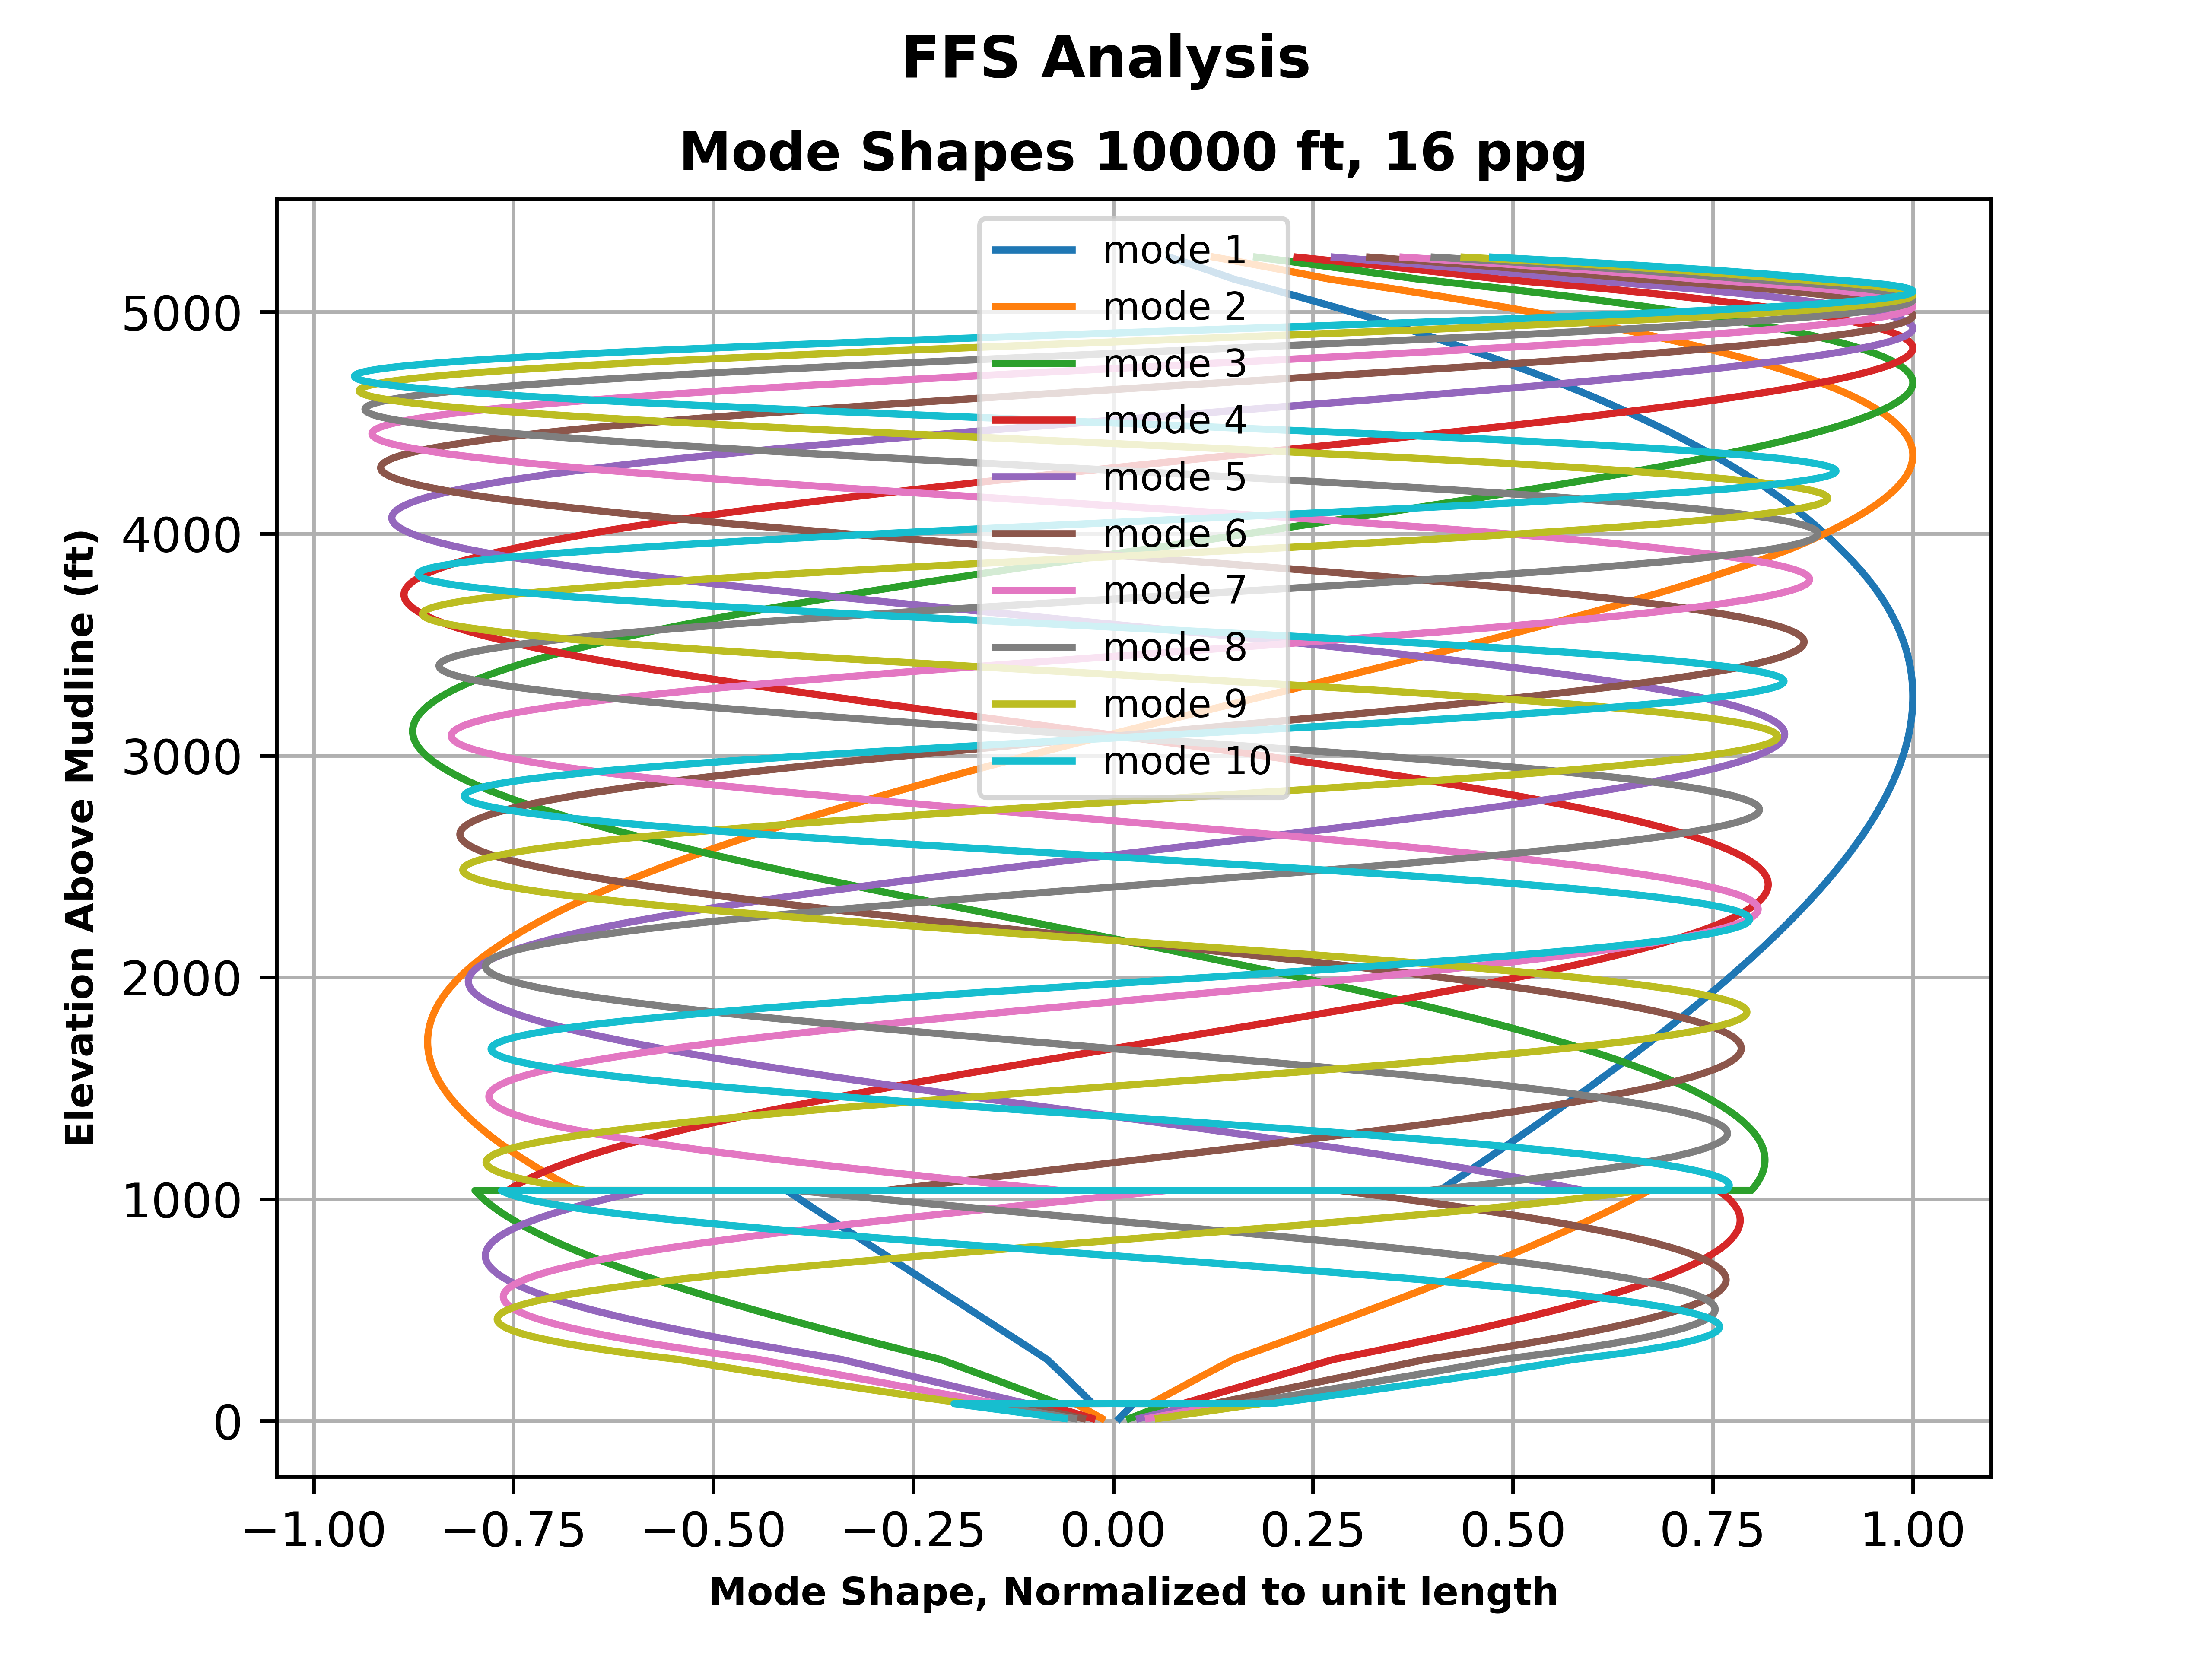 FFS Analysis
Mode Shapes 10000 ft, 16 ppg
mode 1
mode 2
mode 3
mode 4
mode 5
mode 6
mode 7
mode 8
mode 9
mode 10
Elevation Above Mudline (ft)
5000
4000
3000
2000
1000
0
−1.00 −0.75 −0.50 −0.25 0.00 0.25 0.50 0.75 1.00
Mode Shape, Normalized to unit length